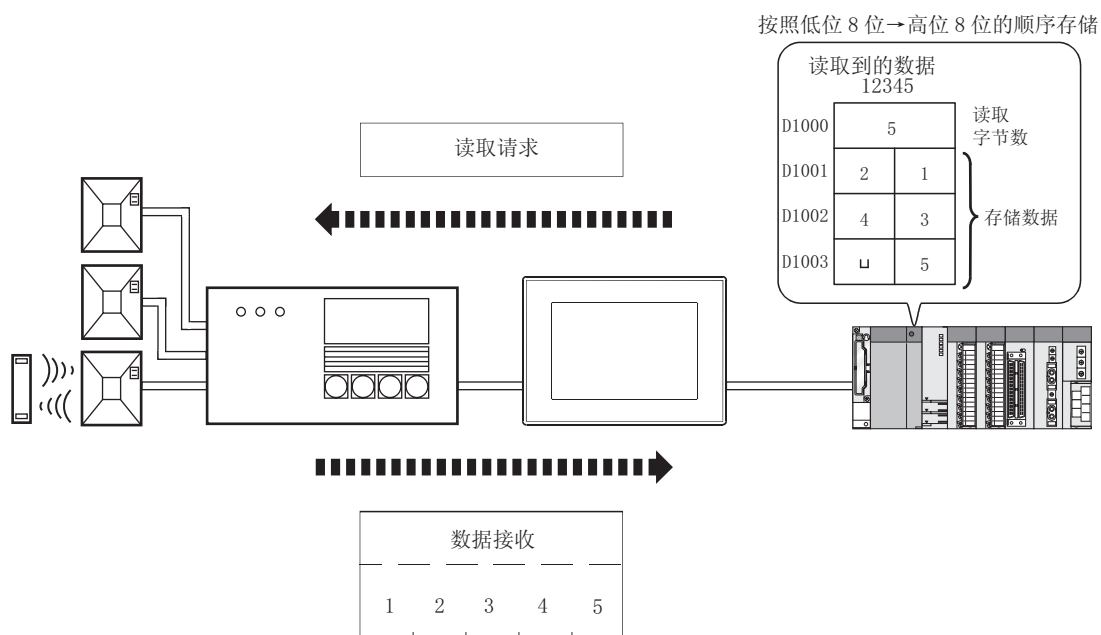 按照低位 8 位→高位 8 位的顺序存储
读取到的数据
12345
D1000 5 读取
字节数
D1001 2 1
D1002 4 3 存储数据
D1003 ⊔ 5
读取请求
数据接收
1 2 3 4 5